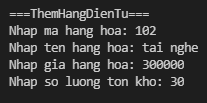 ===ThemHangDienTu===
Nhap ma hang hoa: 102
Nhap ten hang hoa: tai nghe
Nhap gia hang hoa: 300000
Nhap so luong ton kho: 30